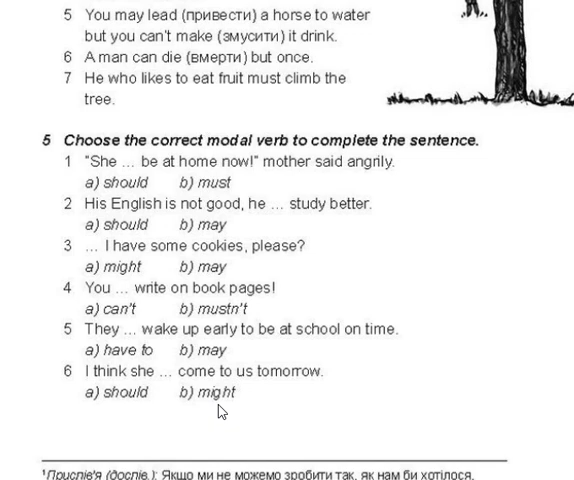 5 You may lead (привести) a horse to water
but you can't make (змусити) it drink.
6 A man can die (вмерти) but once.
7 He who likes to eat fruit must climb the
tree.
5 Choose the correct modal verb to complete the sentence.
1 "She ... be at home now!" mother said angrily.
a) should b) must
2 His English is not good, he ... study better.
a) should b) may
3 ... I have some cookies, please?
a) might b) may
4 You ... write on book pages!
a) can't b) mustn't
5 They ... wake up early to be at school on time.
a) have to b) may
6 I think she ... come to us tomorrow.
a) should b) might
¹Прислів'я (дослів.): Якщо ми не можемо зробити так, як нам би хотілося,